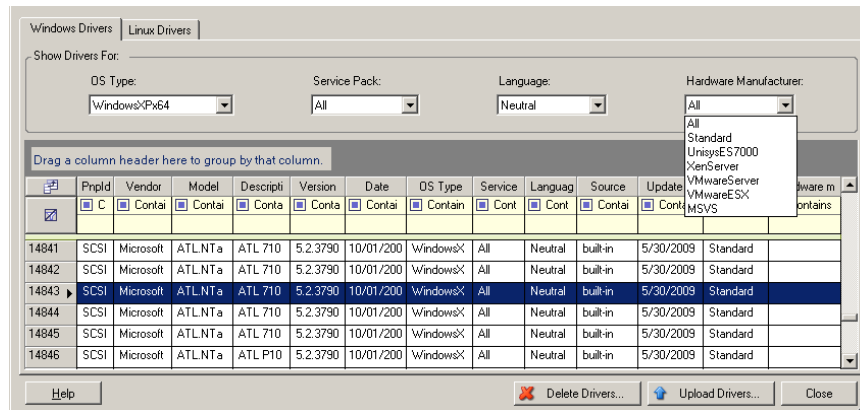 Windows Drivers Linux Drivers
Show Drivers For:
OS Type: Service Pack: Language: Hardware Manufacturer:
WindowsXPx64 All Neutral All
All
Standard
UnisysES7000
XenServer
VMwareServer
VMwareESX
MSVS
Drag a column header here to group by that column.
PnpId Vendor Model Descripti Version Date OS Type Service Languag Source Update dware m
C Contai Contai Conta Conta Contai Contain Cont Cont Contai Conta ontains
14841 SCSI Microsoft ATL.NTa ATL 710 5.2.3790 10/01/200 WindowsX All Neutral built-in 5/30/2009 Standard
14842 SCSI Microsoft ATL.NTa ATL 710 5.2.3790 10/01/200 WindowsX All Neutral built-in 5/30/2009 Standard
14843 SCSI Microsoft ATL.NTa ATL 710 5.2.3790 10/01/200 WindowsX All Neutral built-in 5/30/2009 Standard
14844 SCSI Microsoft ATL.NTa ATL 710 5.2.3790 10/01/200 WindowsX All Neutral built-in 5/30/2009 Standard
14845 SCSI Microsoft ATL.NTa ATL 710 5.2.3790 10/01/200 WindowsX All Neutral built-in 5/30/2009 Standard
14846 SCSI Microsoft ATL.NTa ATL P10 5.2.3790 10/01/200 WindowsX All Neutral built-in 5/30/2009 Standard
Help Delete Drivers... Upload Drivers... Close